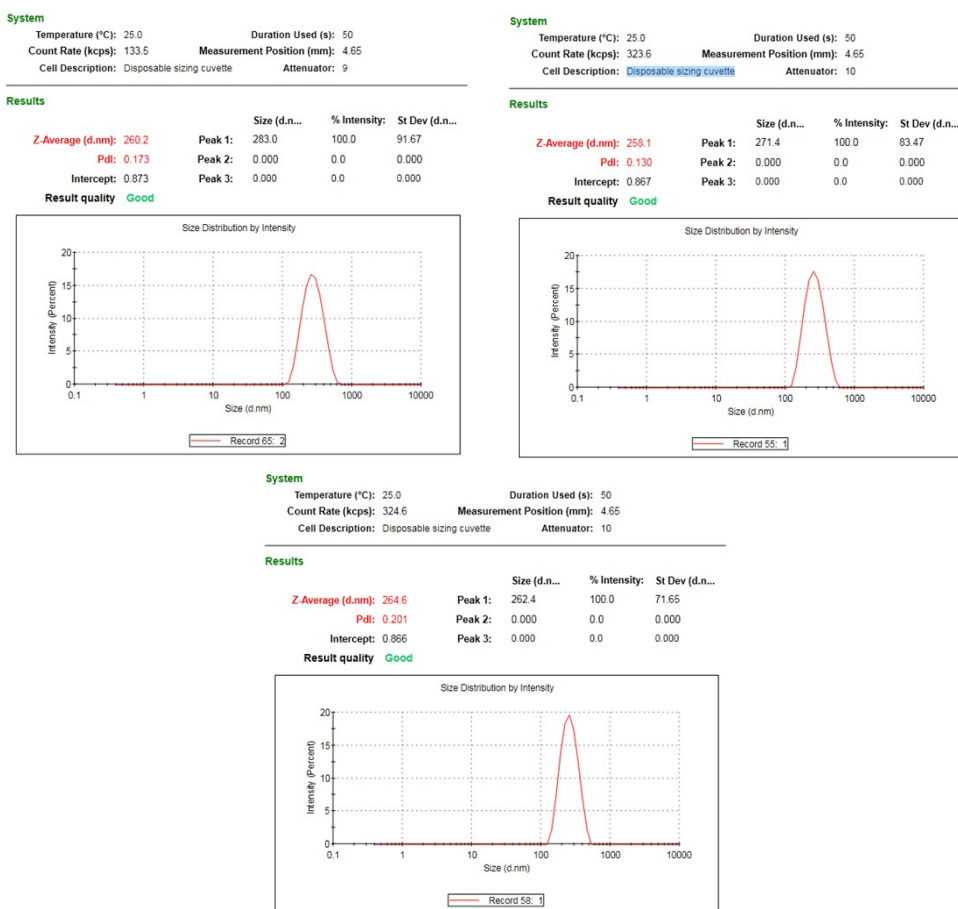 System
Temperature (°C): 25.0 Duration Used (s): 50
Count Rate (kcps): 133.5 Measurement Position (mm): 4.65
Cell Description: Disposable sizing cuvette Attenuator: 9
Results
Size (d.n... % Intensity: St Dev (d.n...
Z-Average (d.nm): 260.2 Peak 1: 283.0 100.0 91.67
PdI: 0.173 Peak 2: 0.000 0.0 0.000
Intercept: 0.873 Peak 3: 0.000 0.0 0.000
Result quality Good
Size Distribution by Intensity
Intensity (Percent)
20
15
10
5
0
0.1 1 10 100 1000 10000
Size (d.nm)
Record 65: 2
System
Temperature (°C): 25.0 Duration Used (s): 50
Count Rate (kcps): 323.6 Measurement Position (mm): 4.65
Cell Description: Disposable sizing cuvette Attenuator: 10
Results
Size (d.n... % Intensity: St Dev (d.n...
Z-Average (d.nm): 258.1 Peak 1: 271.4 100.0 83.47
PdI: 0.130 Peak 2: 0.000 0.0 0.000
Intercept: 0.867 Peak 3: 0.000 0.0 0.000
Result quality Good
Size Distribution by Intensity
Intensity (Percent)
20
15
10
5
0
0.1 1 10 100 1000 10000
Size (d.nm)
Record 55: 1
System
Temperature (°C): 25.0 Duration Used (s): 50
Count Rate (kcps): 324.6 Measurement Position (mm): 4.65
Cell Description: Disposable sizing cuvette Attenuator: 10
Results
Size (d.n... % Intensity: St Dev (d.n...
Z-Average (d.nm): 264.6 Peak 1: 262.4 100.0 71.65
PdI: 0.201 Peak 2: 0.000 0.0 0.000
Intercept: 0.866 Peak 3: 0.000 0.0 0.000
Result quality Good
Size Distribution by Intensity
Intensity (Percent)
20
15
10
5
0
0.1 1 10 100 1000 10000
Size (d.nm)
Record 58: 1